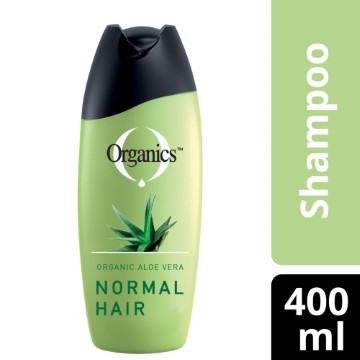 Organics™
ORGANIC ALOE VERA
NORMAL
HAIR
Shampoo
400
ml